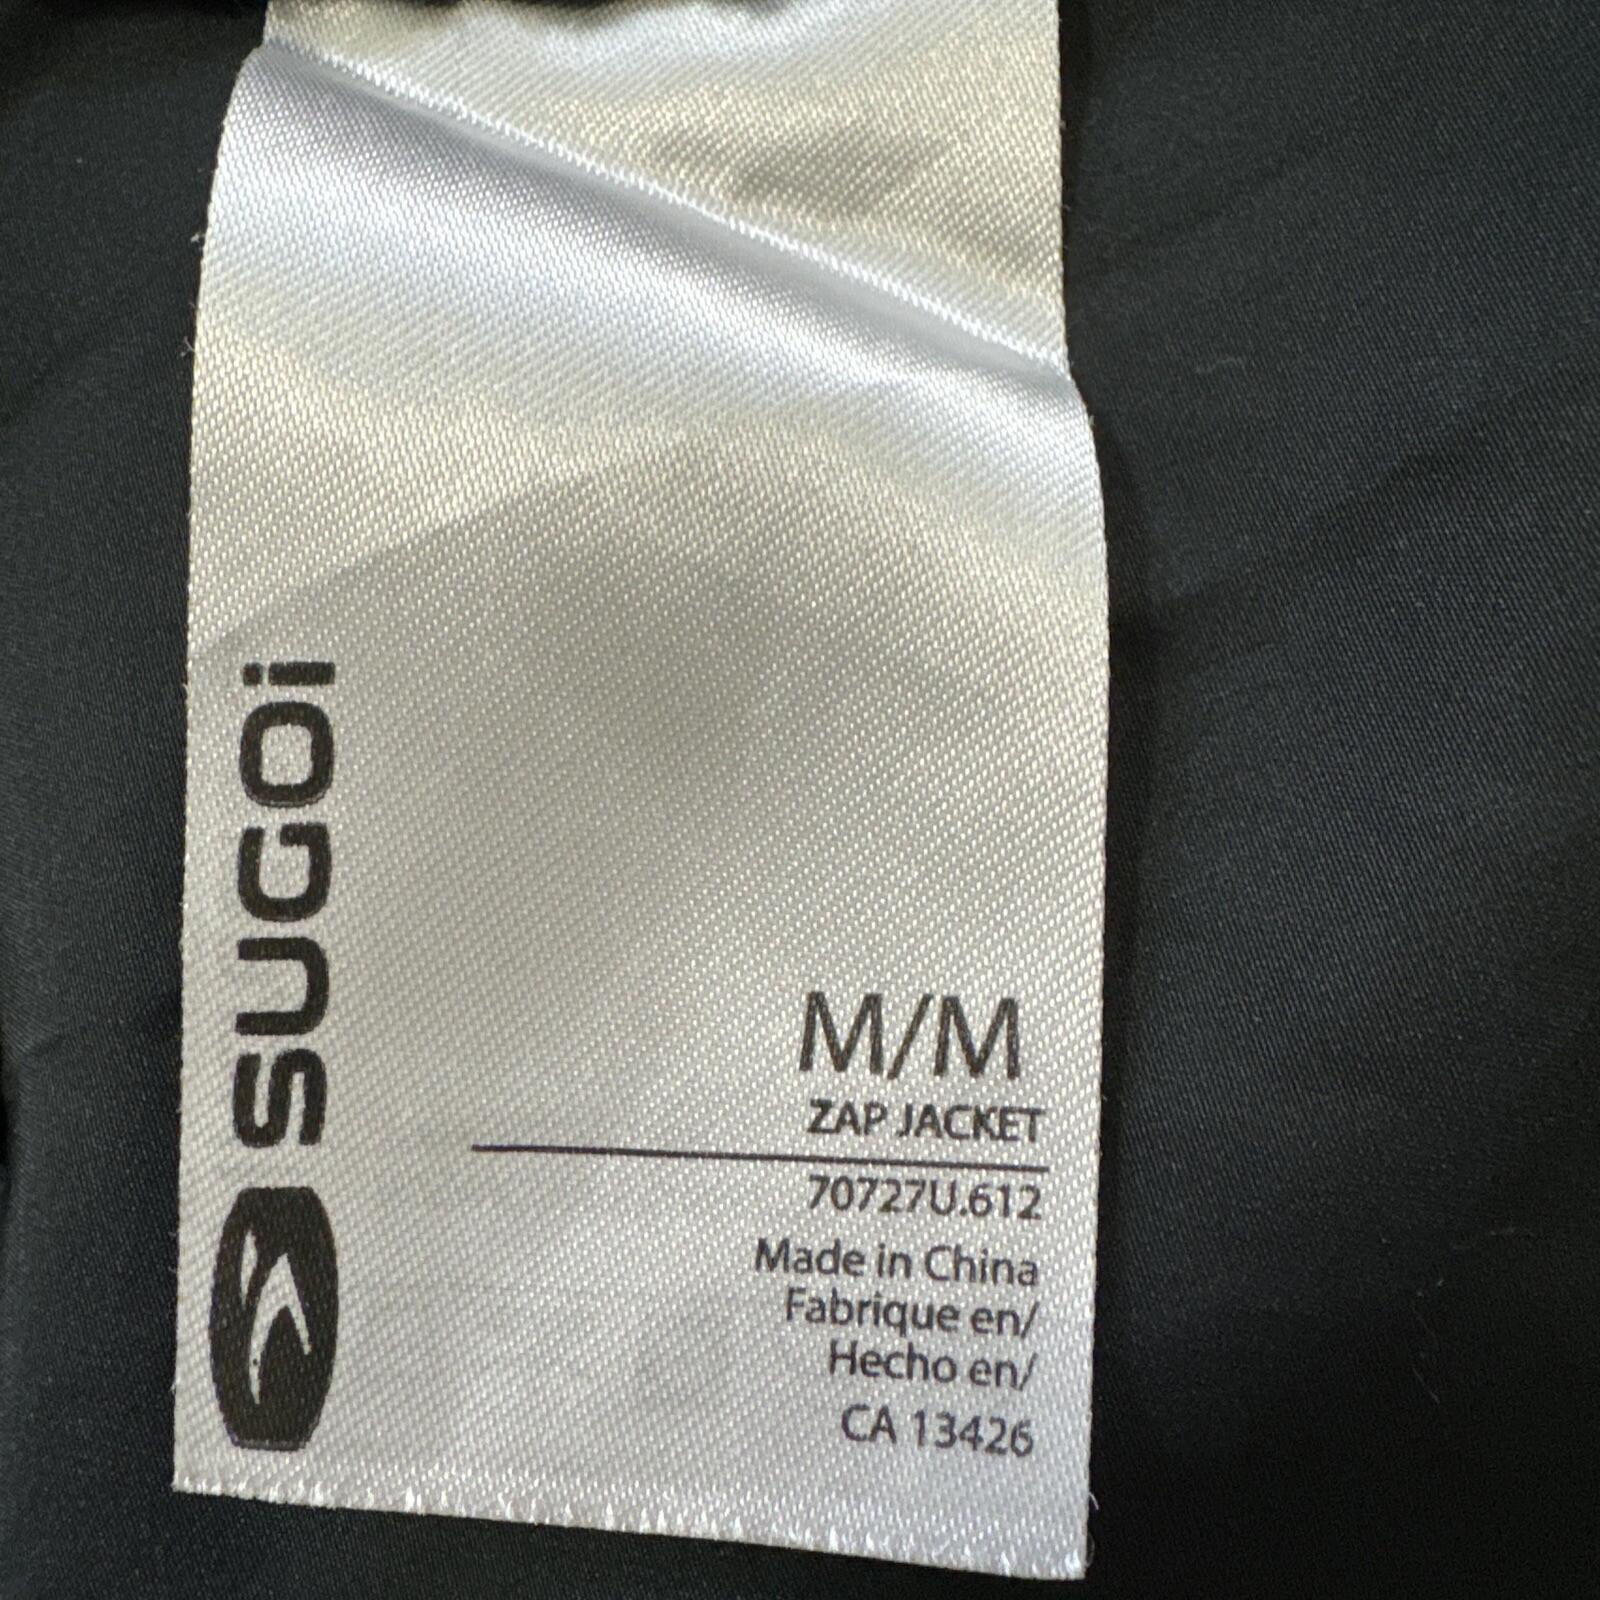 SUGOi
M/M
ZAP JACKET
70727U.612
Made in China
Fabrique en/
Hecho en/
CA 13426